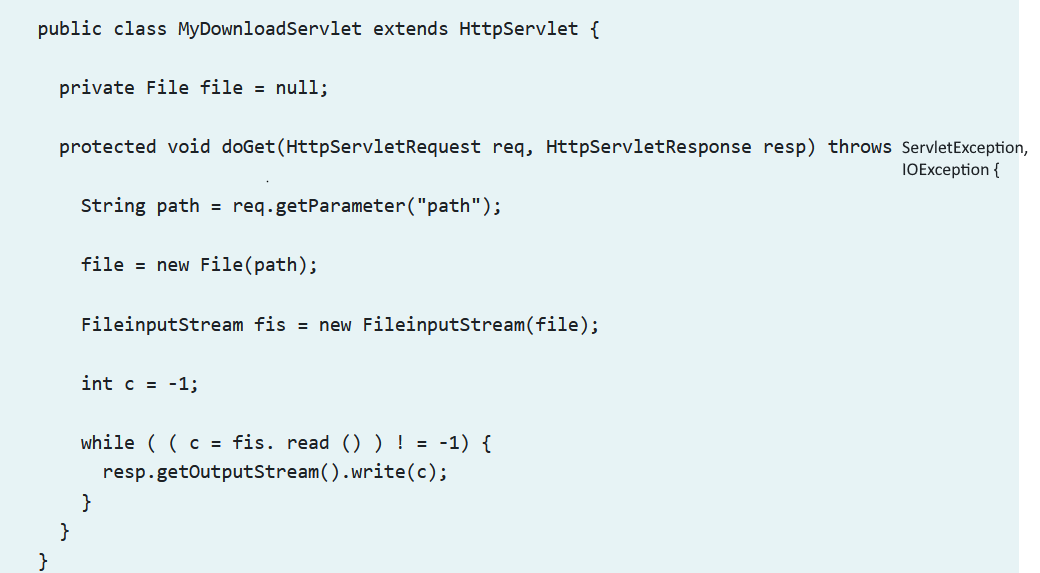 public class MyDownloadServlet extends HttpServlet {
private File file = null;
protected void doGet(HttpServletRequest req, HttpServletResponse resp) throws ServletException,
IOException {
String path = req.getParameter("path");
file = new File(path);
FileinputStream fis = new FileinputStream(file);
int c = -1;
while ( ( c = fis. read () ) ! = -1) {
resp.getOutputStream().write(c);
}
}
}